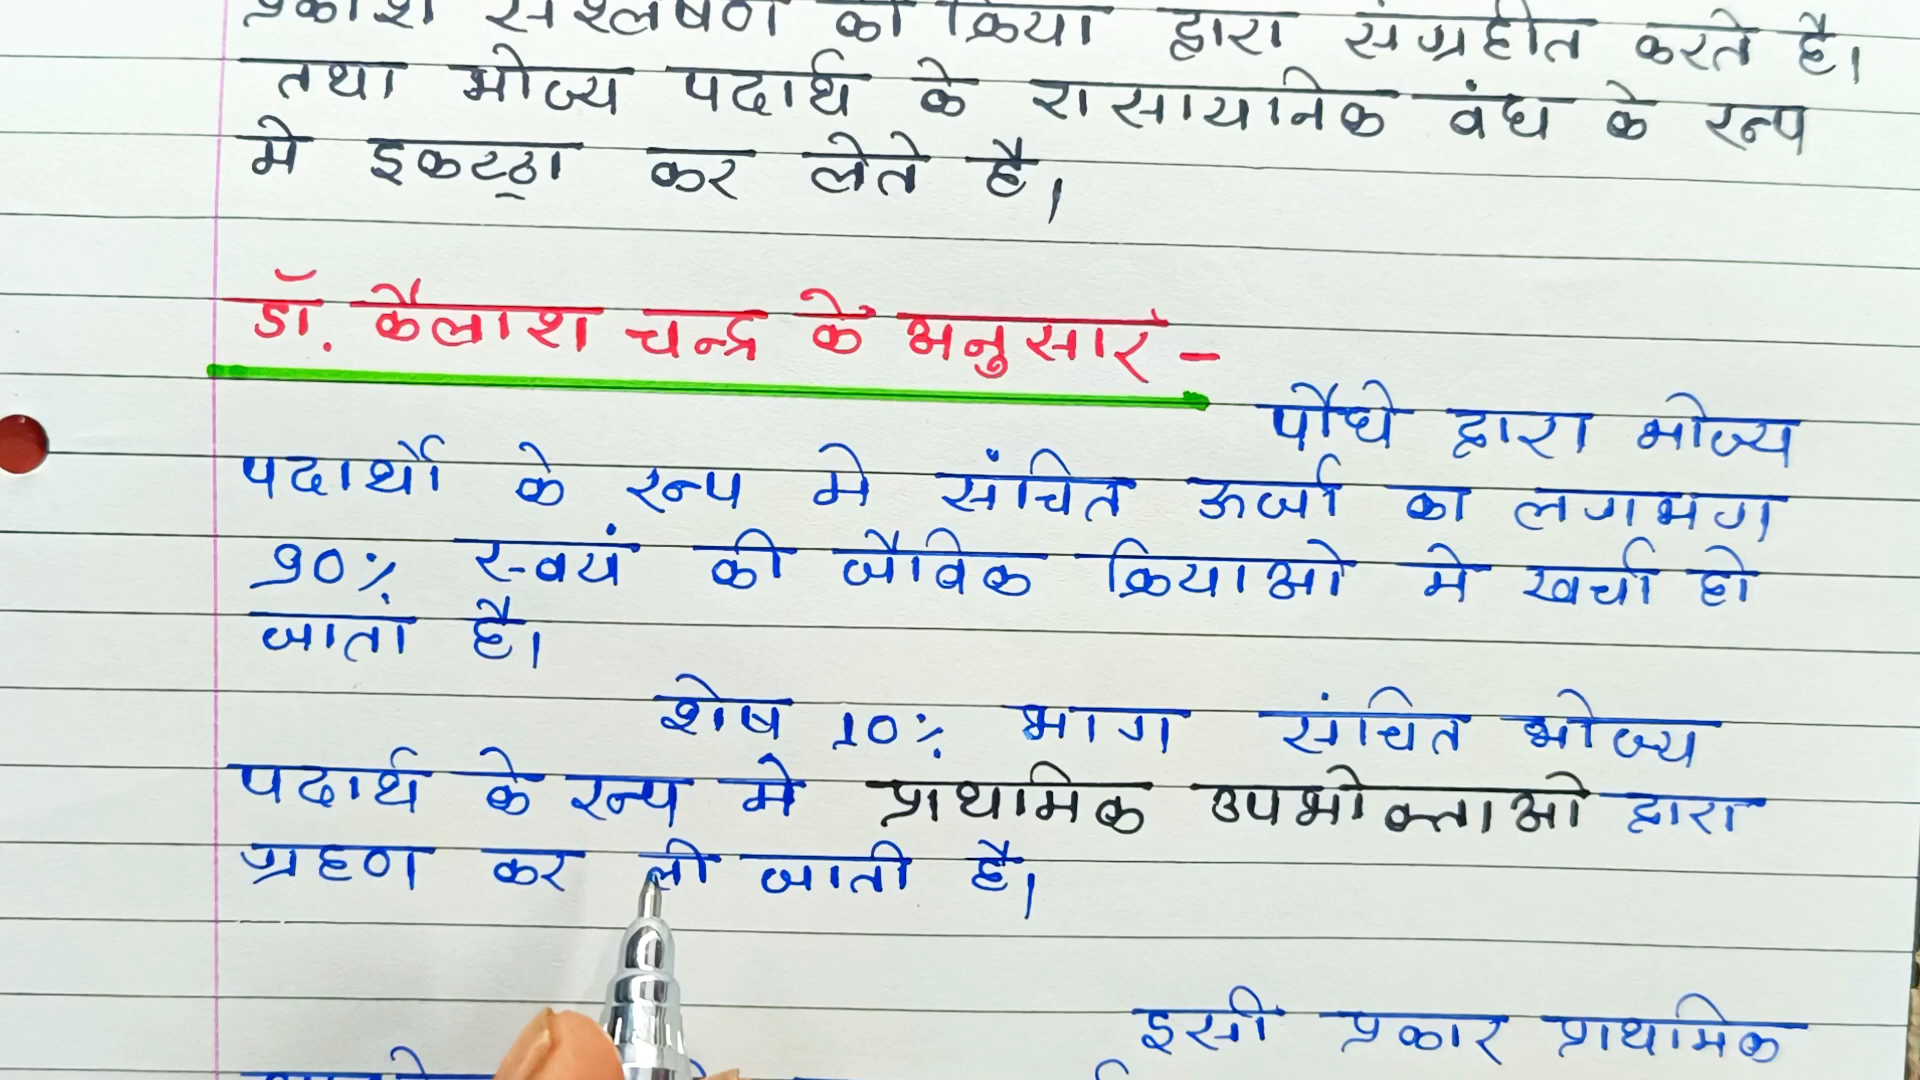 प्रकाश संश्लेषण की क्रिया द्वारा संग्रहीत करते है।
तथा भोज्य पदार्थ के रासायनिक बंध के रूप
मे इकठ्ठा कर लेते है।
डॉ. कैलाश चन्द्र के अनुसार -
पौधे द्वारा भोज्य
पदार्थो के रूप मे संचित ऊर्जा का लगभग
90% स्वयं की जैविक क्रियाओ मे खर्चा हो
जाता है।
शेष 10% भाग संचित भोज्य
पदार्थ के रूप मे प्राथमिक उपभोक्ताओ द्वारा
ग्रहण कर ली जाती है।
इसी प्रकार प्राथमिक